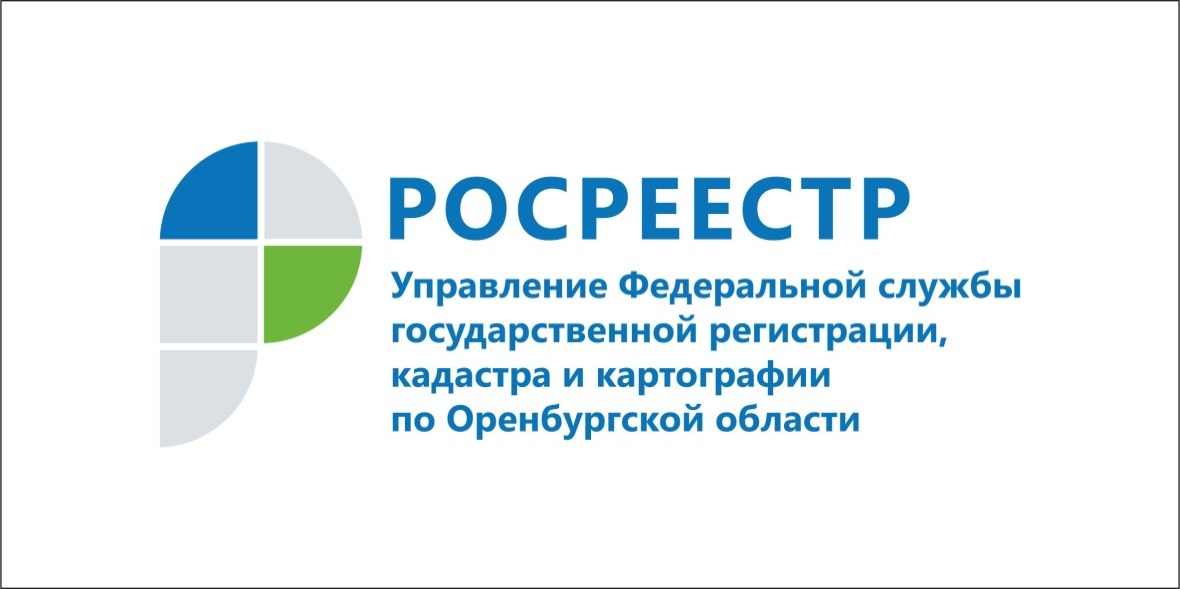 РОСРЕЕСТР
Управление Федеральной службы
государственной регистрации,
кадастра и картографии
по Оренбургской области